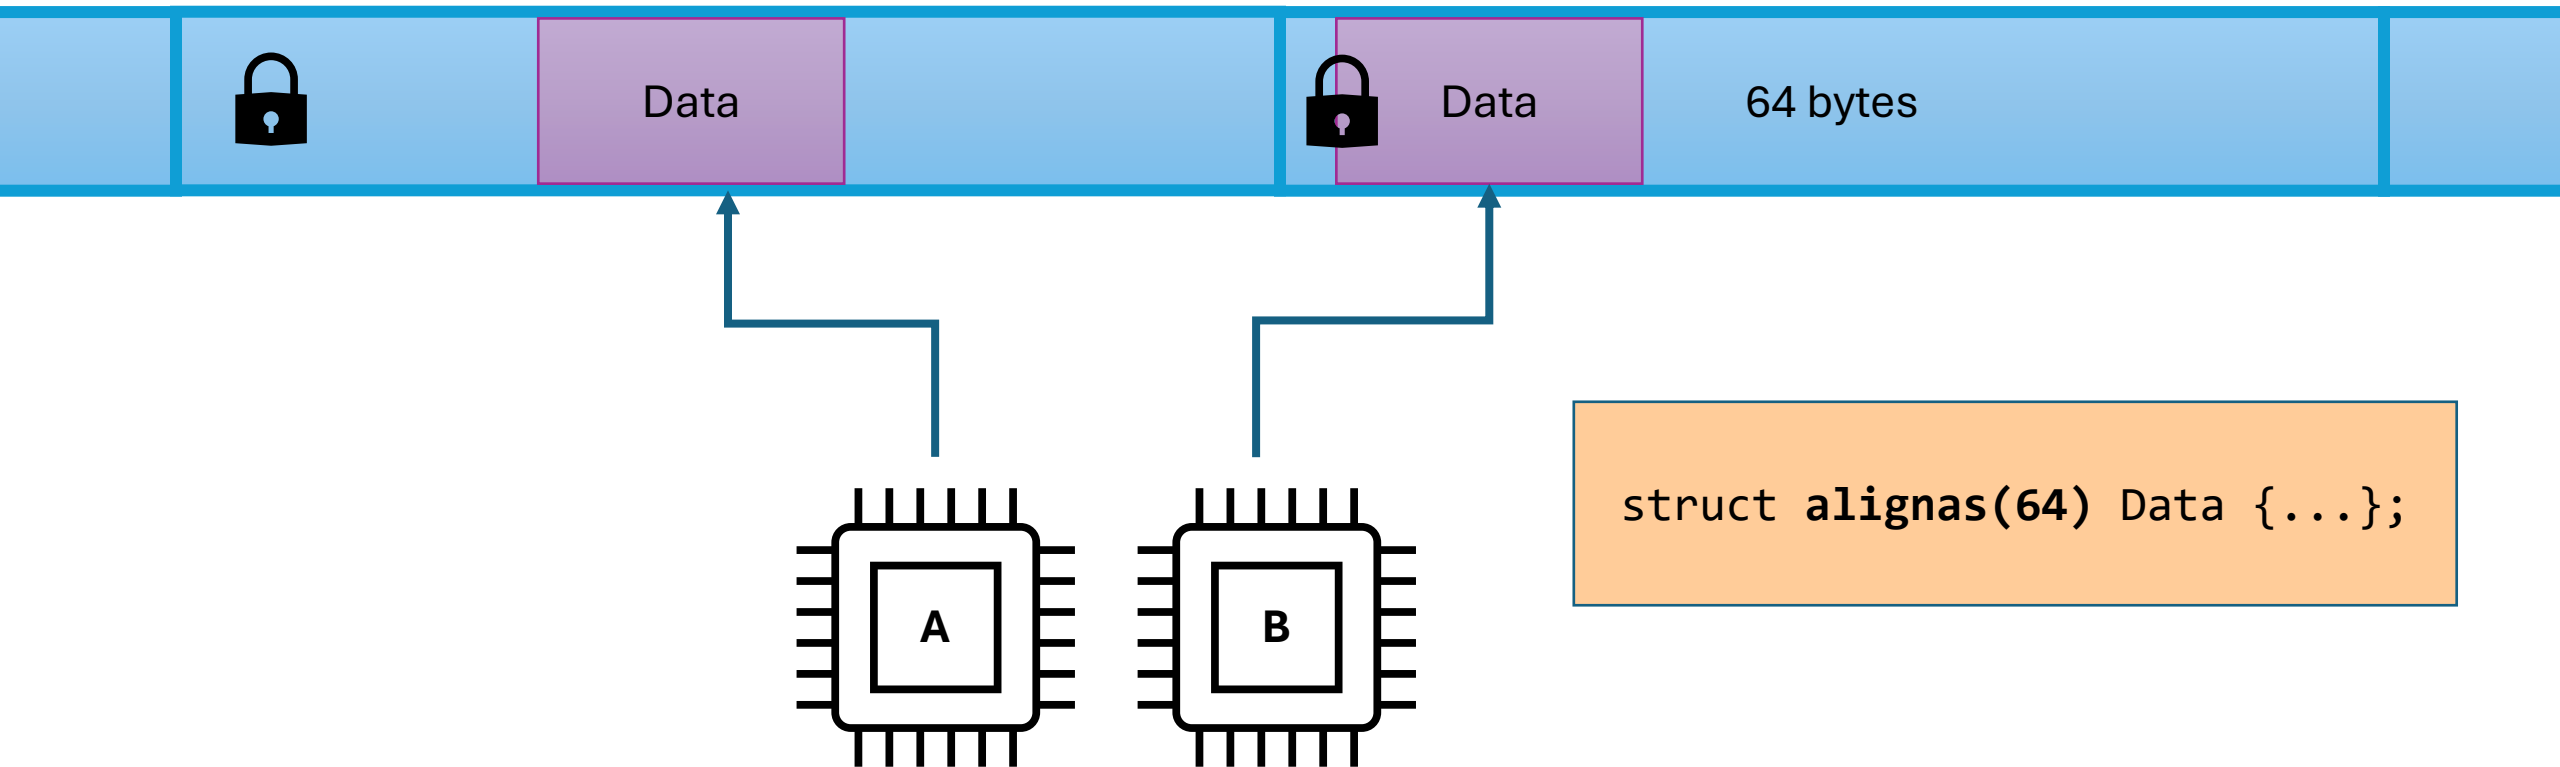 Data
Data
64 bytes
struct alignas(64) Data {...};
A
B